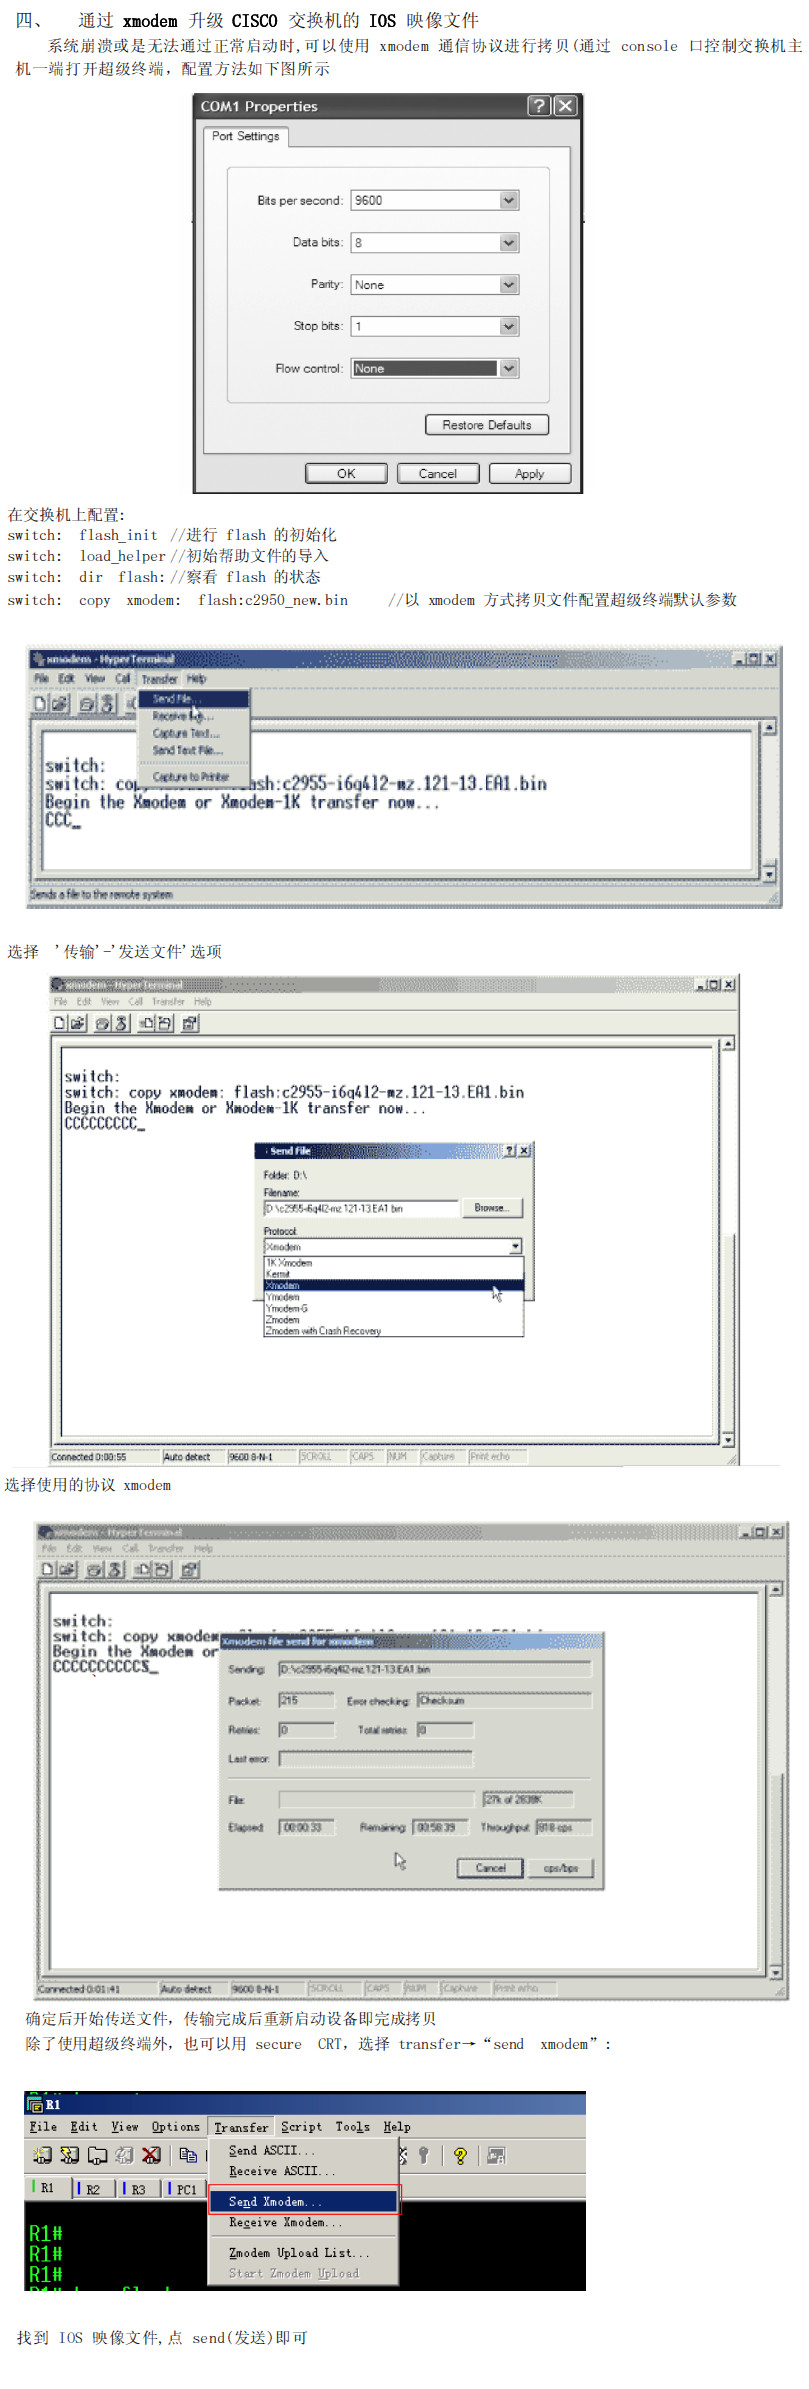 四、 通过 xmodem 升级 CISCO 交换机的 IOS 映像文件
系统崩溃或是无法通过正常启动时,可以使用 xmodem 通信协议进行拷贝(通过 console 口控制交换机主
机一端打开超级终端，配置方法如下图所示
COM1 Properties
Port Settings
Bits per second: 9600
Data bits: 8
Parity: None
Stop bits: 1
Flow control: None
Restore Defaults
OK Cancel Apply
在交换机上配置:
switch: flash_init //进行 flash 的初始化
switch: load_helper //初始帮助文件的导入
switch: dir flash: //察看 flash 的状态
switch: copy xmodem: flash:c2950_new.bin //以 xmodem 方式拷贝文件配置超级终端默认参数
xmodem - HyperTerminal
File Edit View Call Transfer Help
Send File...
Receive File...
Capture Text...
Send Text File...
Capture to Printer
switch:
switch: copy flash:c2955-i6q4l2-mz.121-13.EA1.bin
Begin the Xmodem or Xmodem-1K transfer now...
CCC_
Sends a file to the remote system
选择 '传输'-'发送文件'选项
xmodem - HyperTerminal
File Edit View Call Transfer Help
switch:
switch: copy xmodem: flash:c2955-i6q4l2-mz.121-13.EA1.bin
Begin the Xmodem or Xmodem-1K transfer now...
CCCCCCCCC_
Send File
Folder: D:\
Filename:
D:\c2955-i6q4l2-mz.121-13.EA1.bin Browse...
Protocol:
Xmodem
1K Xmodem
Kermit
Xmodem
Ymodem
Ymodem-G
Zmodem
Zmodem with Crash Recovery
Connected 0:00:55 Auto detect 9600 8-N-1 SCROLL CAPS NUM Capture Print echo
选择使用的协议 xmodem
xmodem - HyperTerminal
File Edit View Call Transfer Help
switch:
switch: copy xmodem
Begin the Xmodem or
CCCCCCCCCCC%_
Xmodem file send for xmodem
Sending: D:\c2955-i6q4l2-mz.121-13.EA1.bin
Packet: 215 Error checking: Checksum
Retries: 0 Total retries: 0
Last error:
File: 27k of 2839K
Elapsed: 00:00:33 Remaining: 00:58:39 Throughput: 818 cps
Cancel cps/bps
Connected 0:01:41 Auto detect 9600 8-N-1 SCROLL CAPS NUM Capture Print echo
确定后开始传送文件，传输完成后重新启动设备即完成拷贝
除了使用超级终端外，也可以用 secure CRT，选择 transfer→“send xmodem”:
R1
File Edit View Options Transfer Script Tools Help
Send ASCII...
Receive ASCII...
R1 R2 R3 PC1
Send Xmodem...
Receive Xmodem...
Zmodem Upload List...
Start Zmodem Upload
R1#
R1#
R1#
找到 IOS 映像文件,点 send(发送)即可